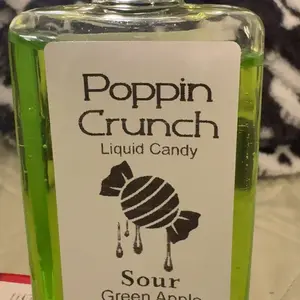 Poppin
Crunch
Liquid Candy
Sour
Green Apple